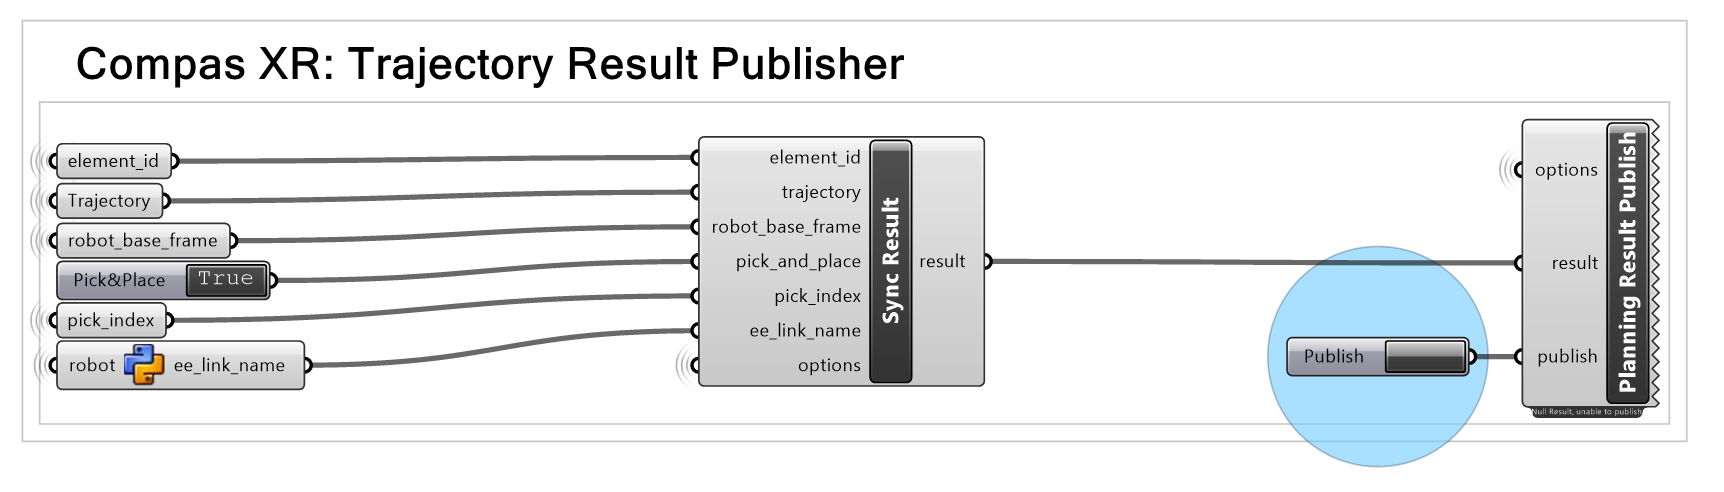 Compas XR: Trajectory Result Publisher
element_id
Trajectory
robot_base_frame
Pick&Place True
pick_index
robot ee_link_name
element_id
trajectory
robot_base_frame
pick_and_place
pick_index
ee_link_name
options
Sync Result
result
Publish
options
result
publish
Planning Result Publish
Null Result, unable to publish